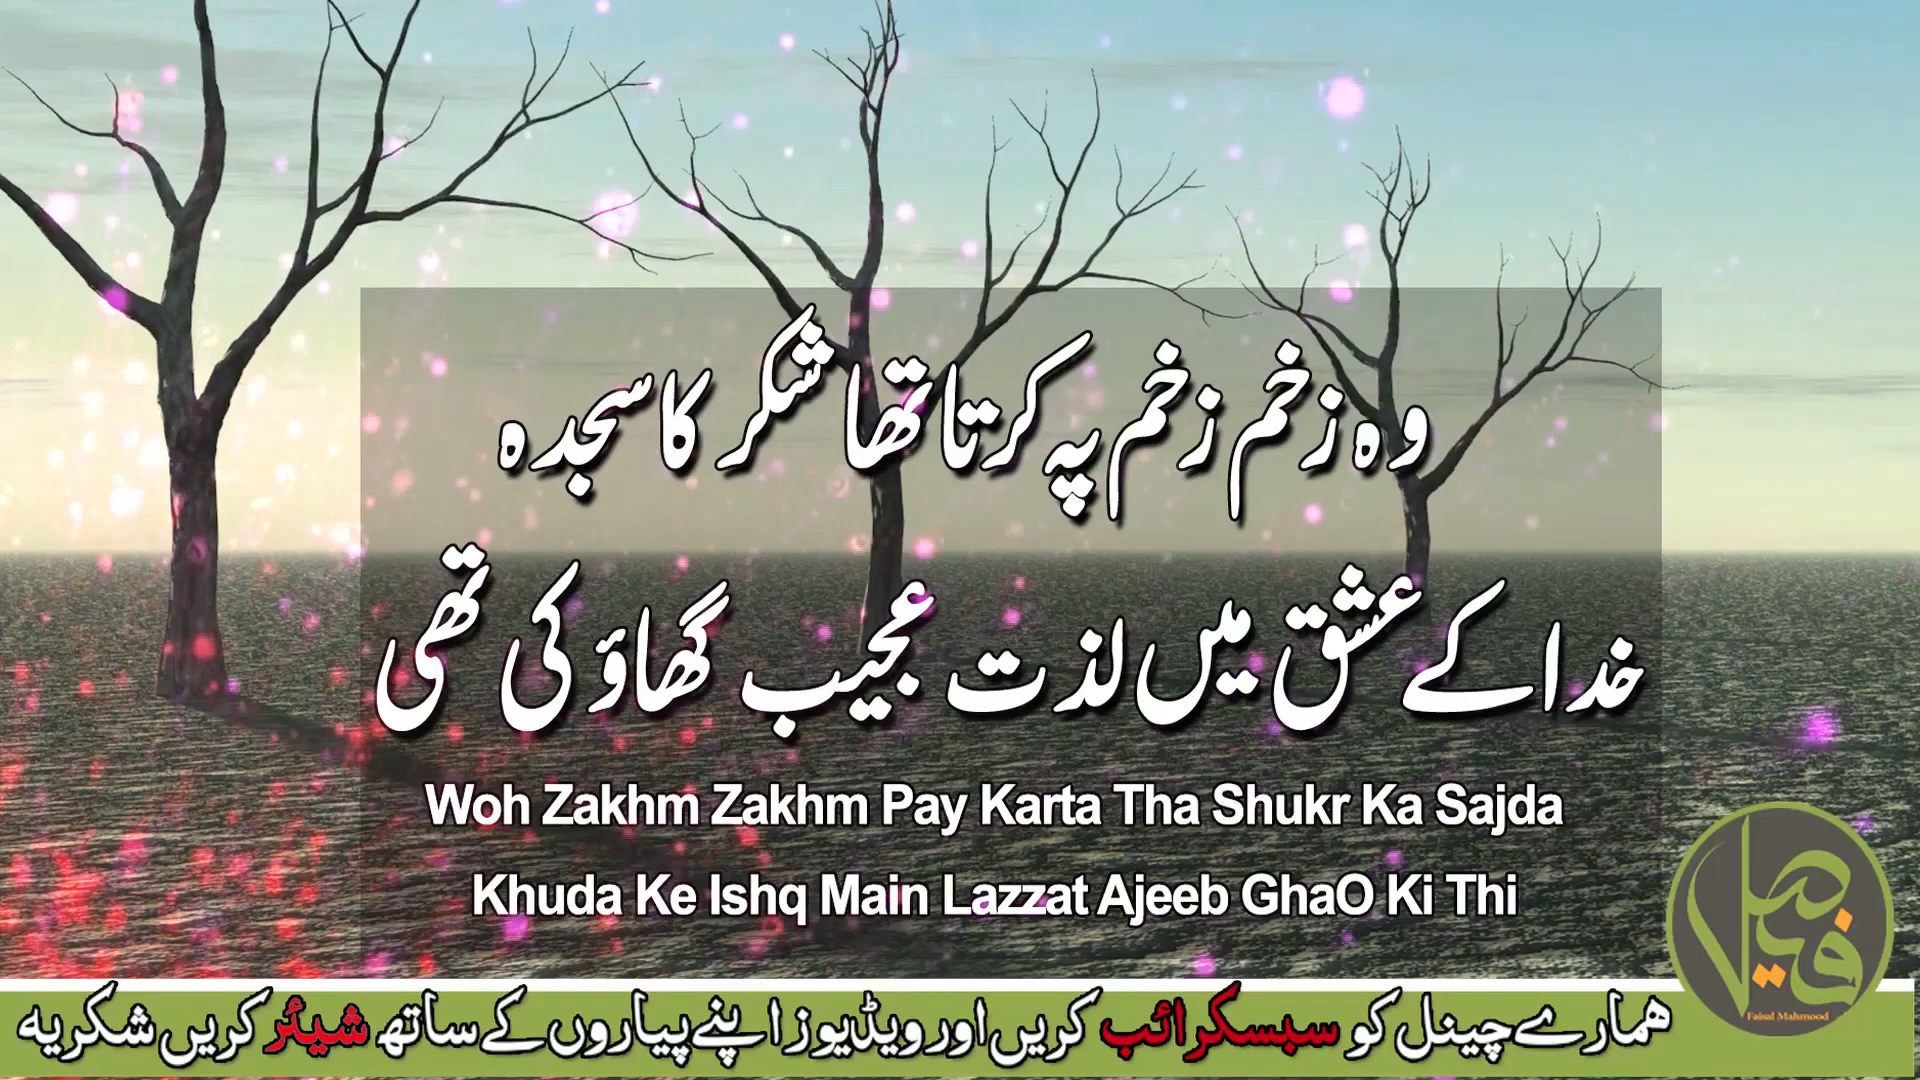 وہ زخم زخم پہ کرتا تھا شکر کا سجدہ
خدا کے عشق میں لذت عجیب گھاؤ کی تھی
Woh Zakhm Zakhm Pay Karta Tha Shukr Ka Sajda
Khuda Ke Ishq Main Lazzat Ajeeb GhaO Ki Thi
فیصل
Faisal Mahmood
ہمارے چینل کو سبسکرائب کریں اور ویڈیوز اپنے پیاروں کے ساتھ شیئر کریں شکریہ